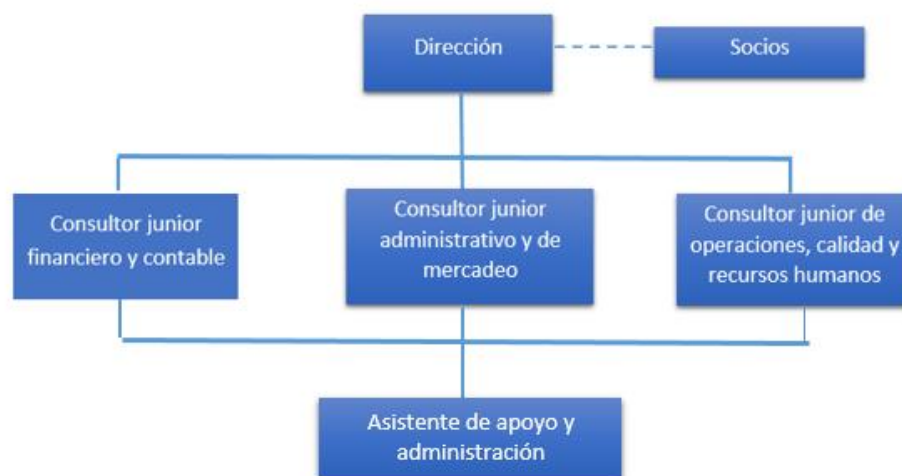 Dirección
Socios
Consultor junior
financiero y contable
Consultor junior
administrativo y de
mercadeo
Consultor junior de
operaciones, calidad y
recursos humanos
Asistente de apoyo y
administración